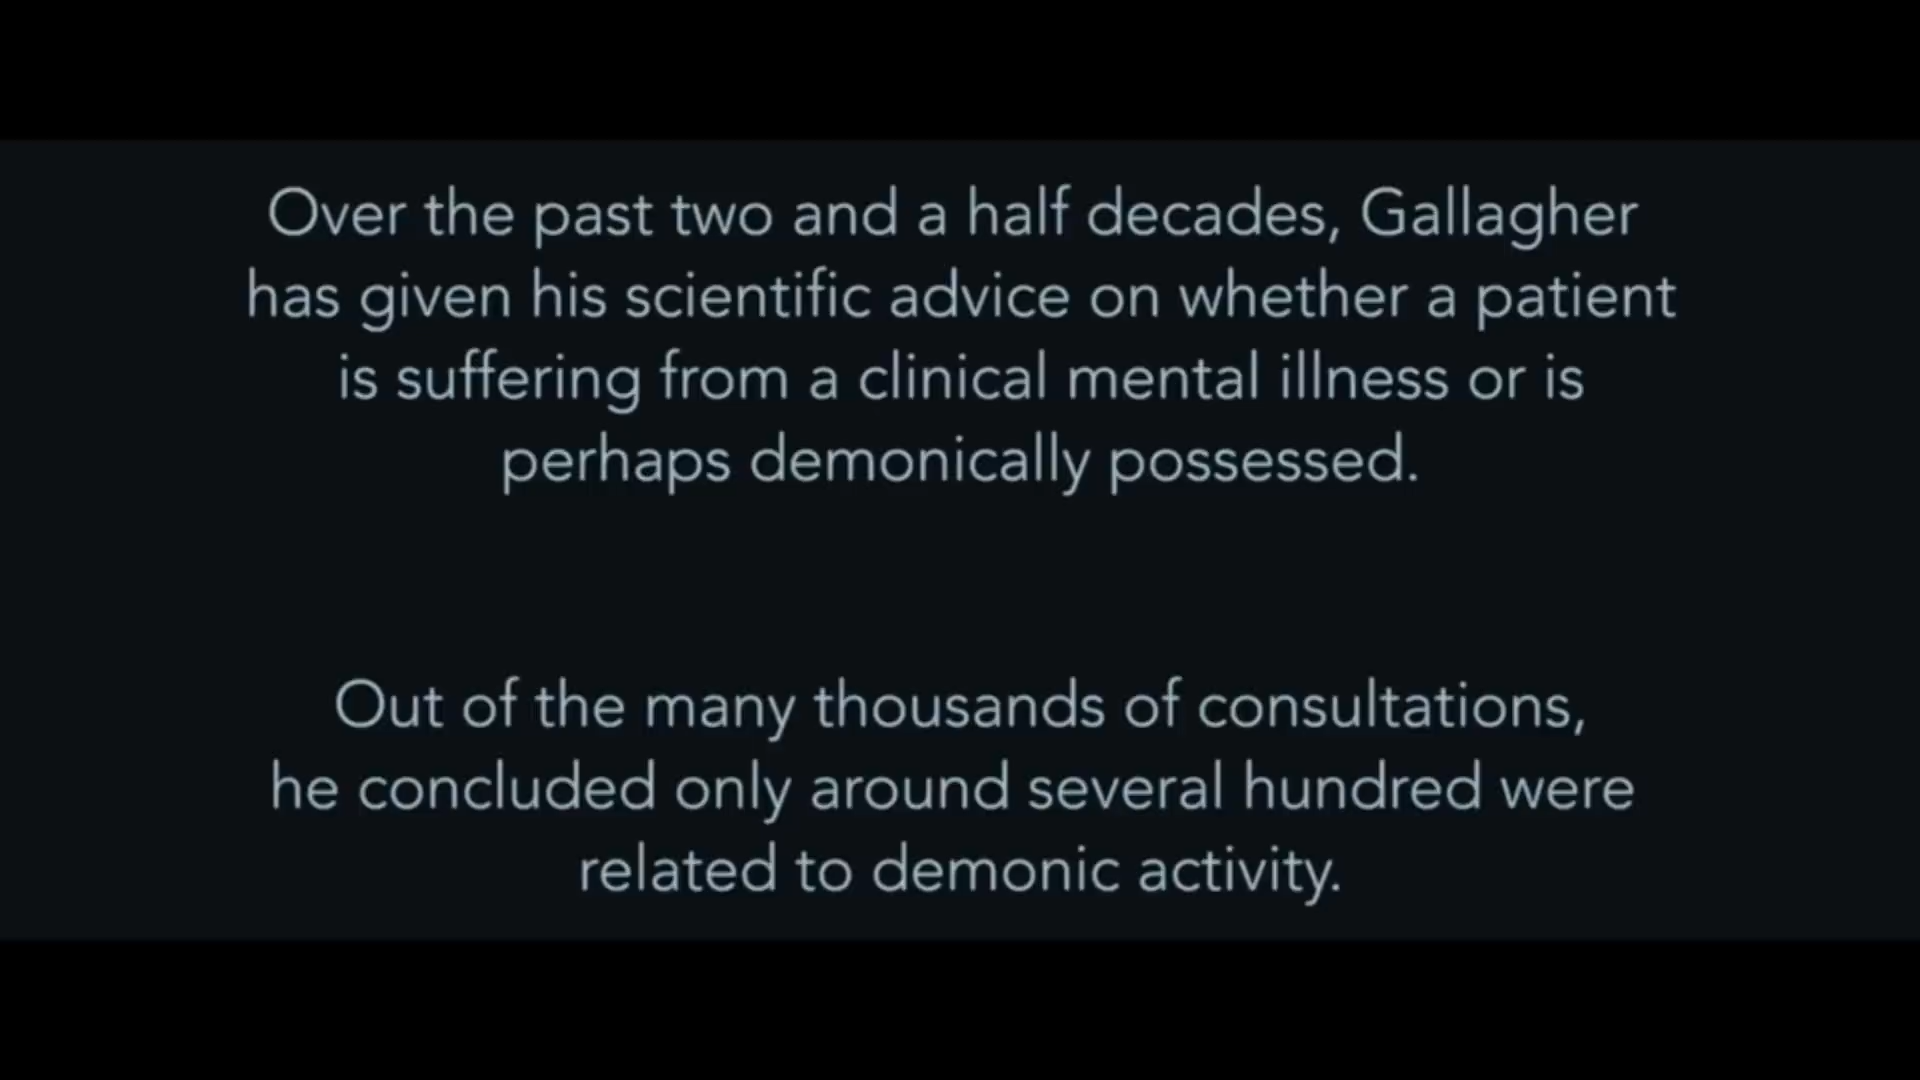 Over the past two and a half decades, Gallagher
has given his scientific advice on whether a patient
is suffering from a clinical mental illness or is
perhaps demonically possessed.
Out of the many thousands of consultations,
he concluded only around several hundred were
related to demonic activity.